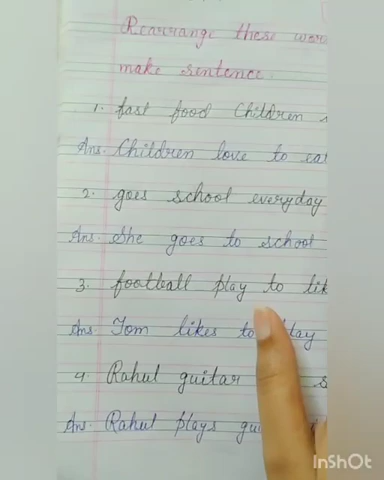 Rearrange these
make sentence.
1. fast food Children
Ans. Children love to
2. goes school everyday
Ans. She goes to school
3. football play to
Ans. Tom likes to
4. Rahul guitar
Ans. Rahul plays
InShOt